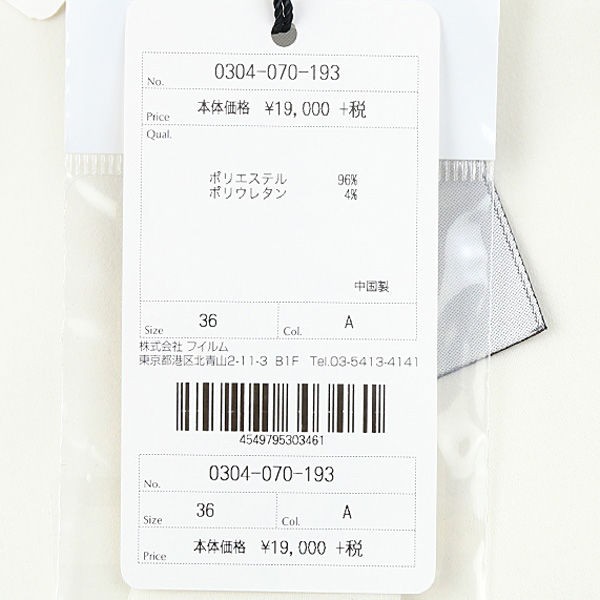 No. 0304-070-193
Price 本体価格 ¥19,000 +税
Qual.
ポリエステル 96%
ポリウレタン 4%
中国製
Size 36 Col. A
株式会社 フイルム
東京都港区北青山2-11-3 B1F Tel.03-5413-4141
4549795303461
No. 0304-070-193
Size 36 Col. A
Price 本体価格 ¥19,000 +税